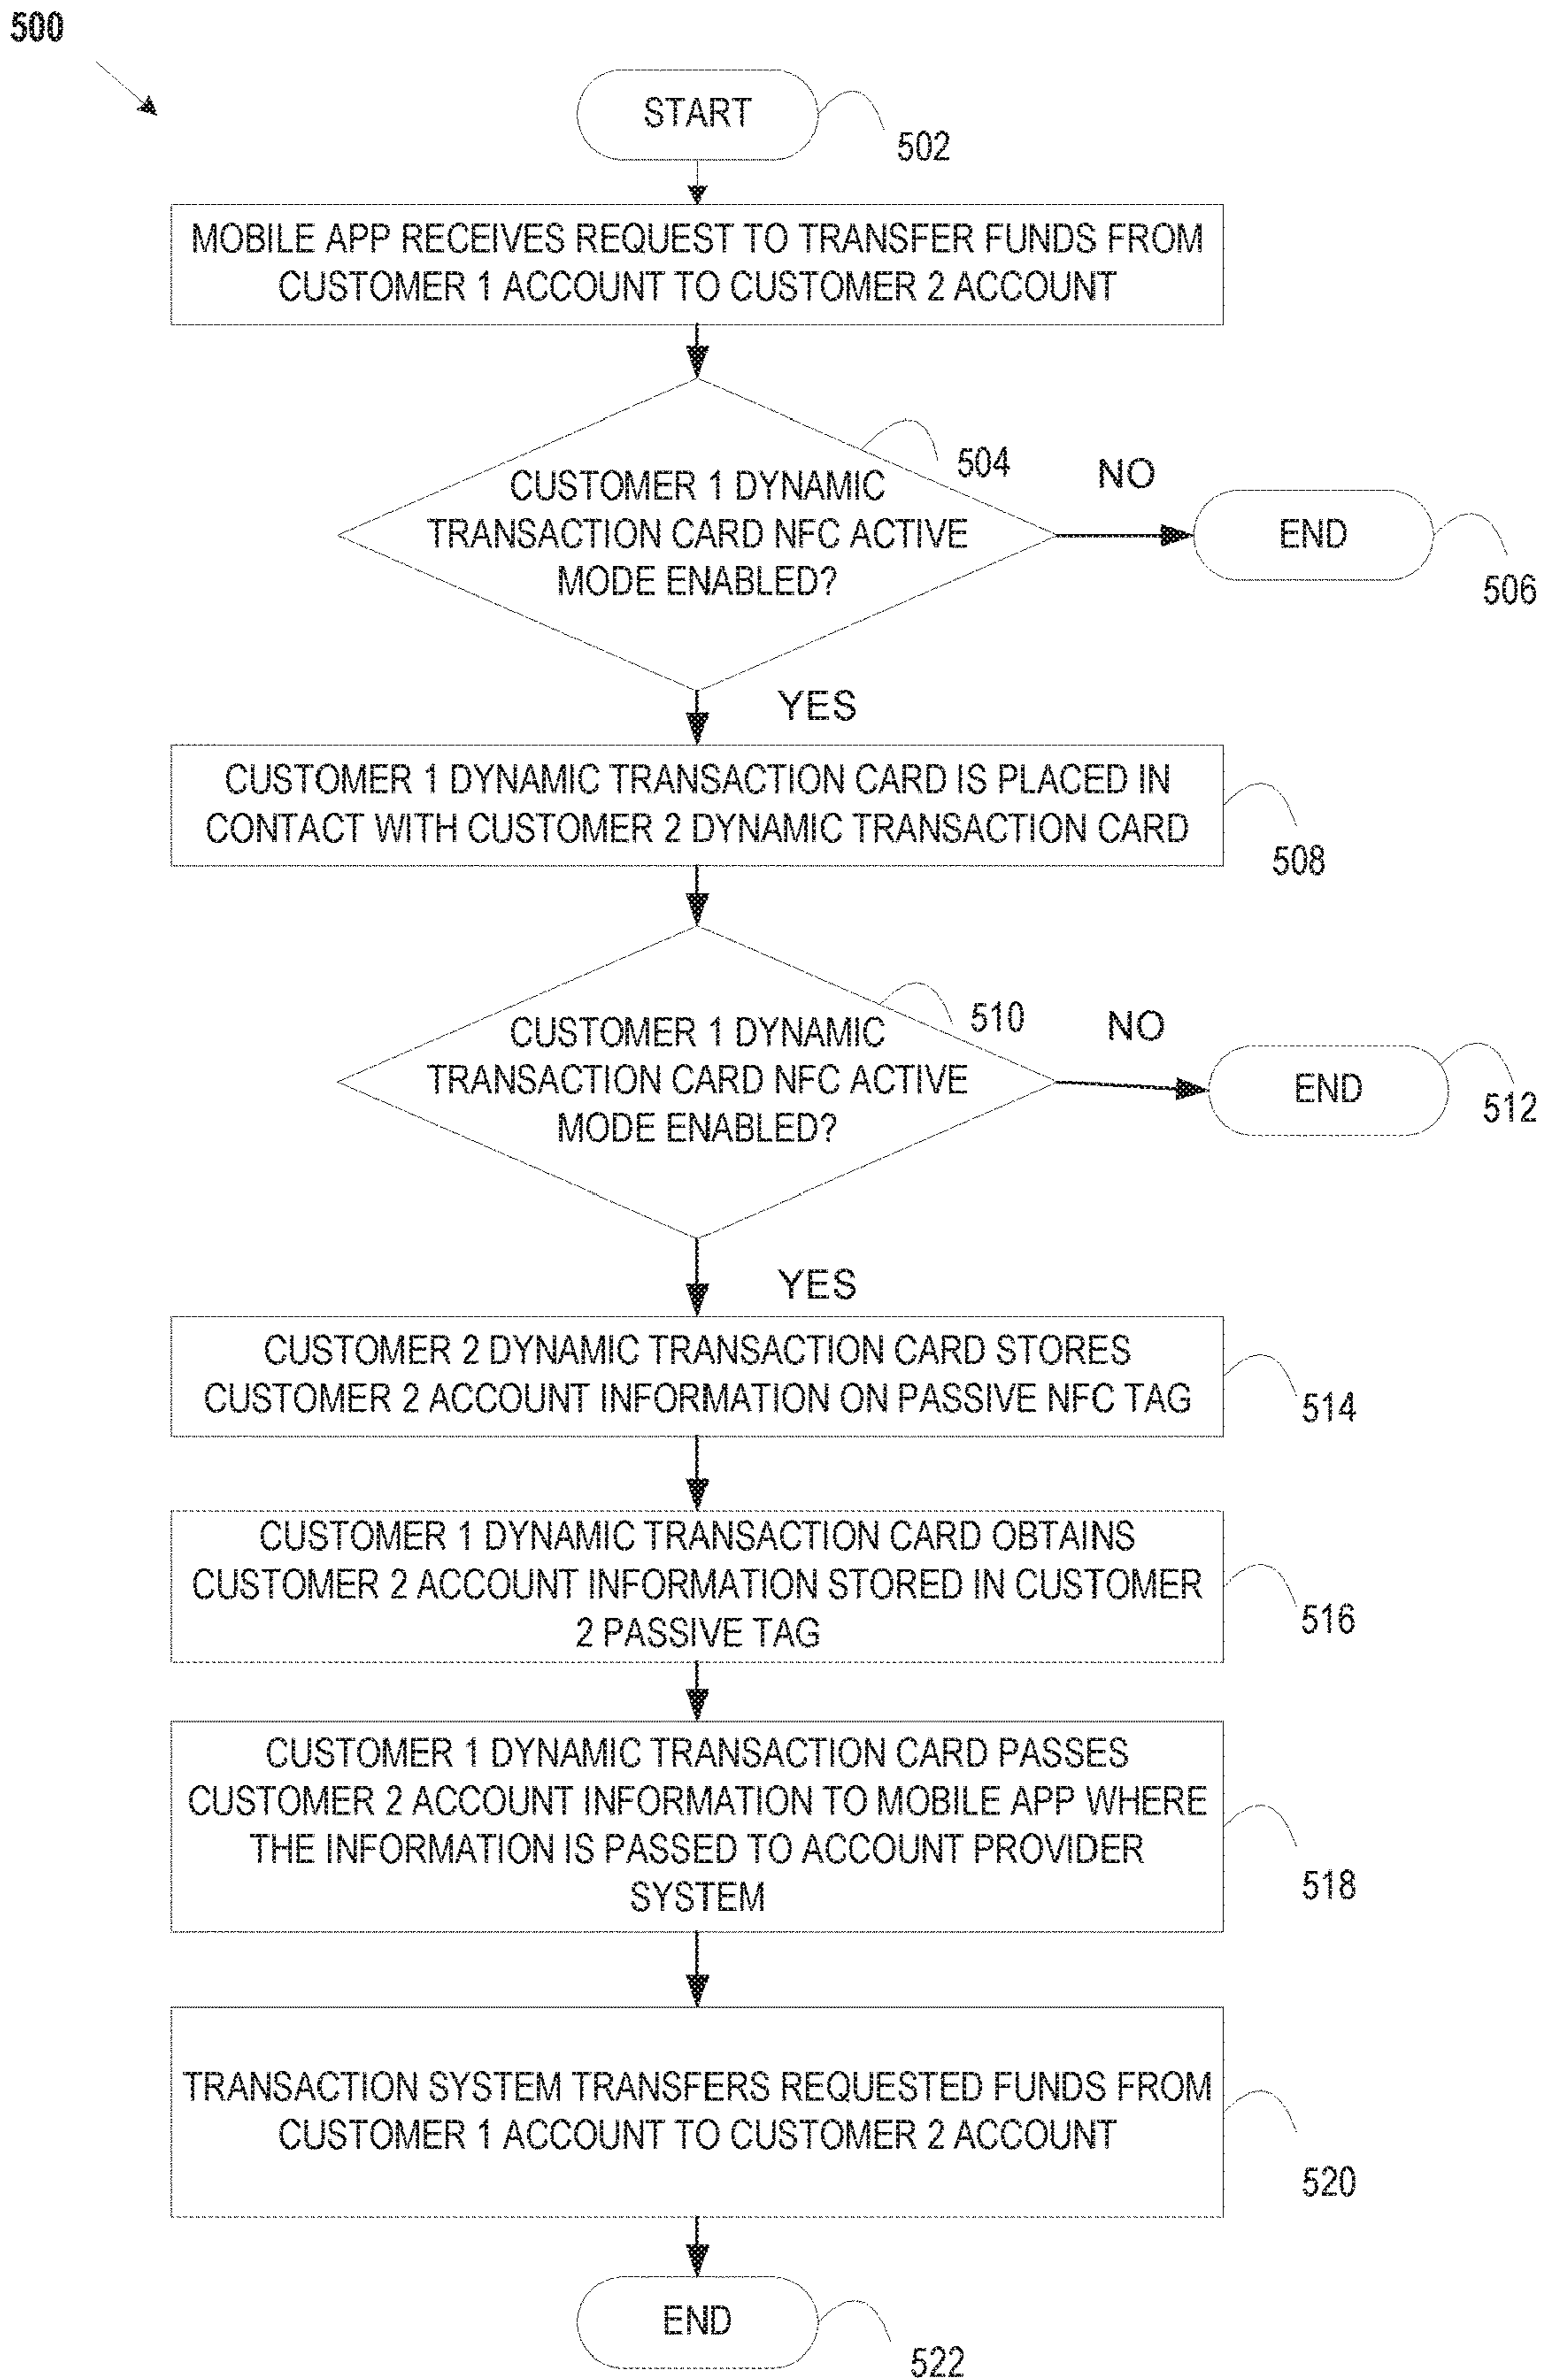 500
START
502
MOBILE APP RECEIVES REQUEST TO TRANSFER FUNDS FROM
CUSTOMER 1 ACCOUNT TO CUSTOMER 2 ACCOUNT
504
CUSTOMER 1 DYNAMIC
TRANSACTION CARD NFC ACTIVE
MODE ENABLED?
NO
END
506
YES
CUSTOMER 1 DYNAMIC TRANSACTION CARD IS PLACED IN
CONTACT WITH CUSTOMER 2 DYNAMIC TRANSACTION CARD
508
510
CUSTOMER 1 DYNAMIC
TRANSACTION CARD NFC ACTIVE
MODE ENABLED?
NO
END
512
YES
CUSTOMER 2 DYNAMIC TRANSACTION CARD STORES
CUSTOMER 2 ACCOUNT INFORMATION ON PASSIVE NFC TAG
514
CUSTOMER 1 DYNAMIC TRANSACTION CARD OBTAINS
CUSTOMER 2 ACCOUNT INFORMATION STORED IN CUSTOMER
2 PASSIVE TAG
516
CUSTOMER 1 DYNAMIC TRANSACTION CARD PASSES
CUSTOMER 2 ACCOUNT INFORMATION TO MOBILE APP WHERE
THE INFORMATION IS PASSED TO ACCOUNT PROVIDER
SYSTEM
518
TRANSACTION SYSTEM TRANSFERS REQUESTED FUNDS FROM
CUSTOMER 1 ACCOUNT TO CUSTOMER 2 ACCOUNT
520
END
522